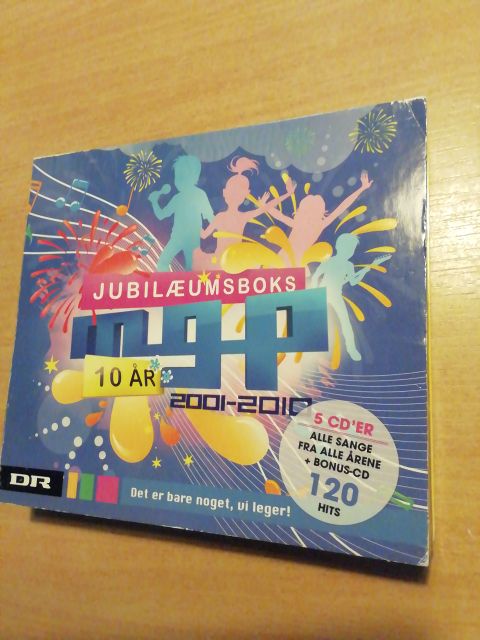 JUBILÆUMSBOKS
mgp
10 ÅR
2001-2010
5 CD'ER
ALLE SANGE
FRA ALLE ÅRENE
+ BONUS-CD
120
HITS
DR
Det er bare noget, vi leger!